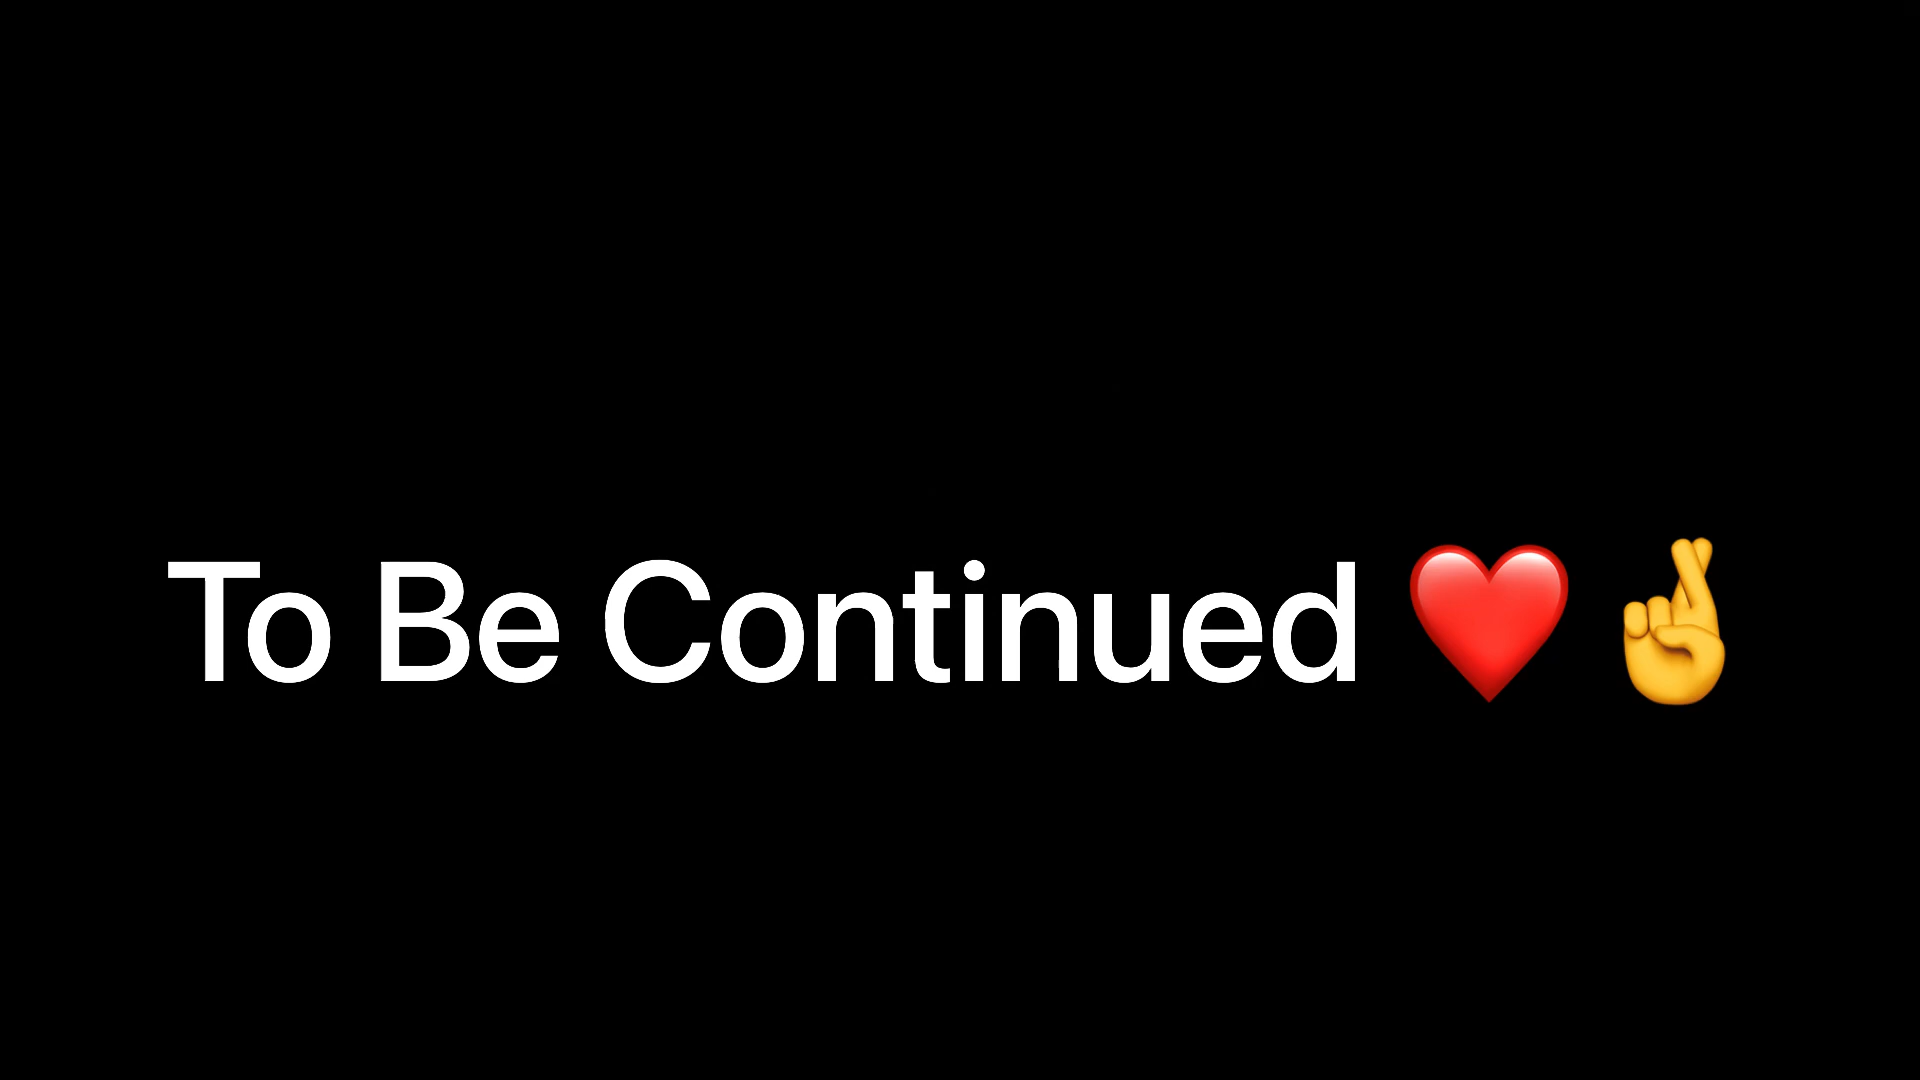 To Be Continued ❤️ 🤞